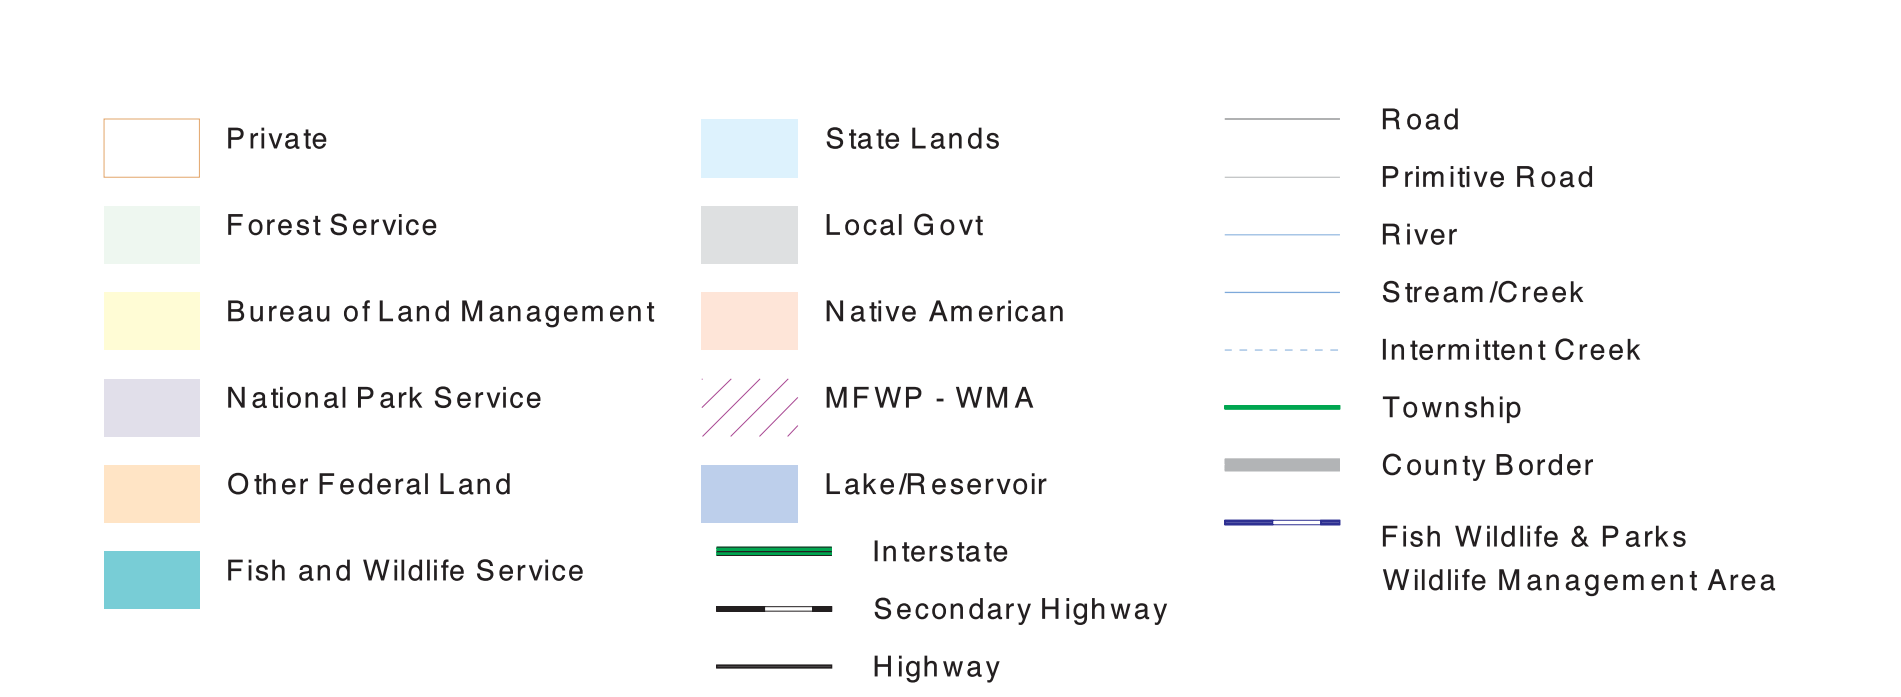 Private
Forest Service
Bureau of Land Management
National Park Service
Other Federal Land
Fish and Wildlife Service
State Lands
Local Govt
Native American
MFWP - WMA
Lake/Reservoir
Interstate
Secondary Highway
Highway
Road
Primitive Road
River
Stream/Creek
Intermittent Creek
Township
County Border
Fish Wildlife & Parks
Wildlife Management Area